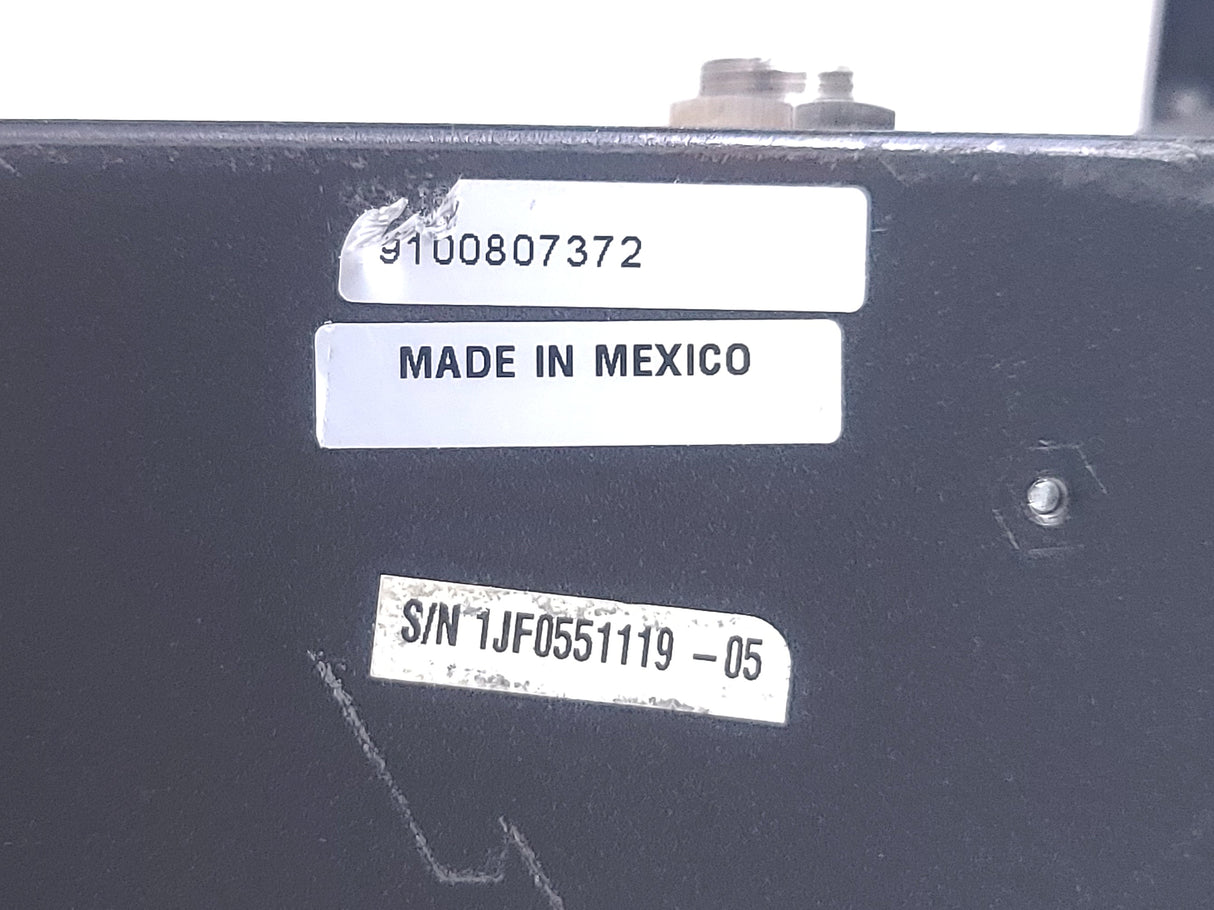 9100807372
MADE IN MEXICO
S/N 1JF0551119 – 05